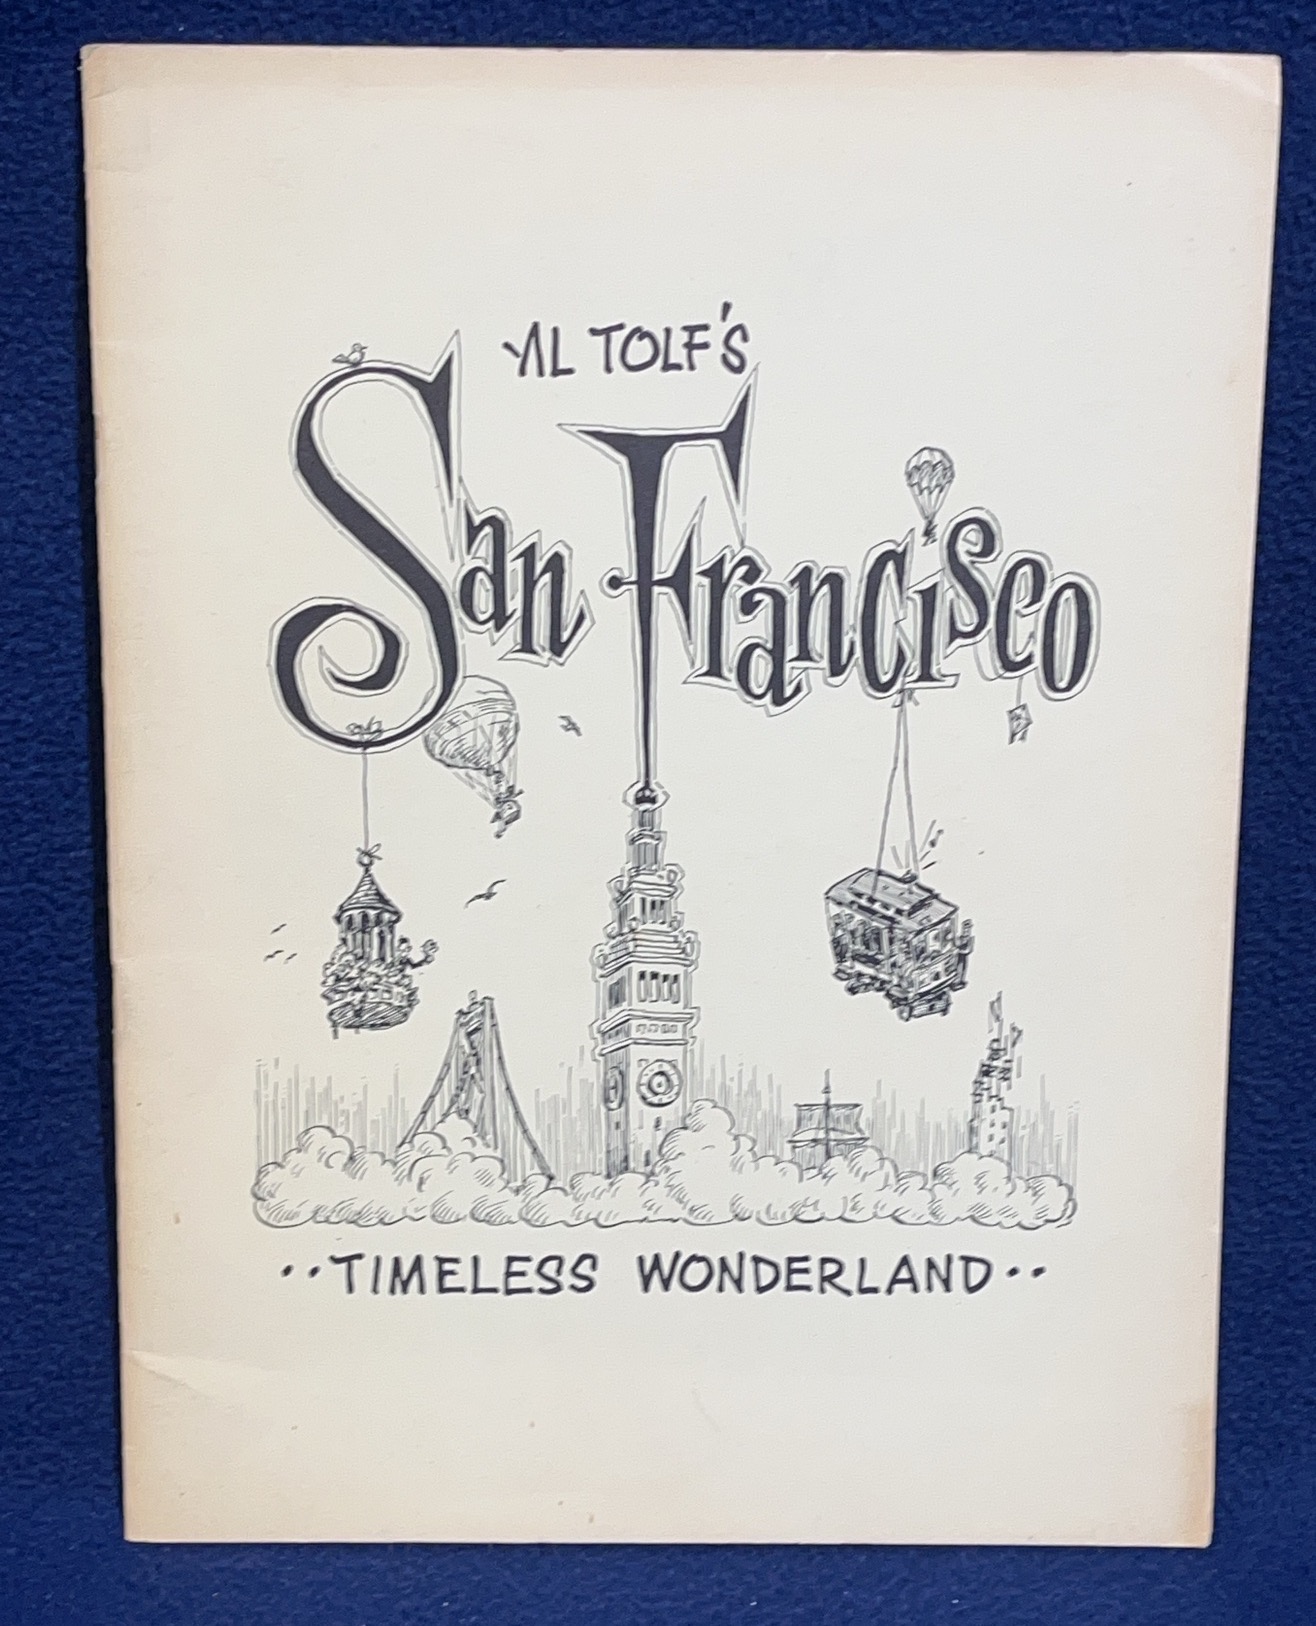 AL TOLF'S
San Francisco
··TIMELESS WONDERLAND··